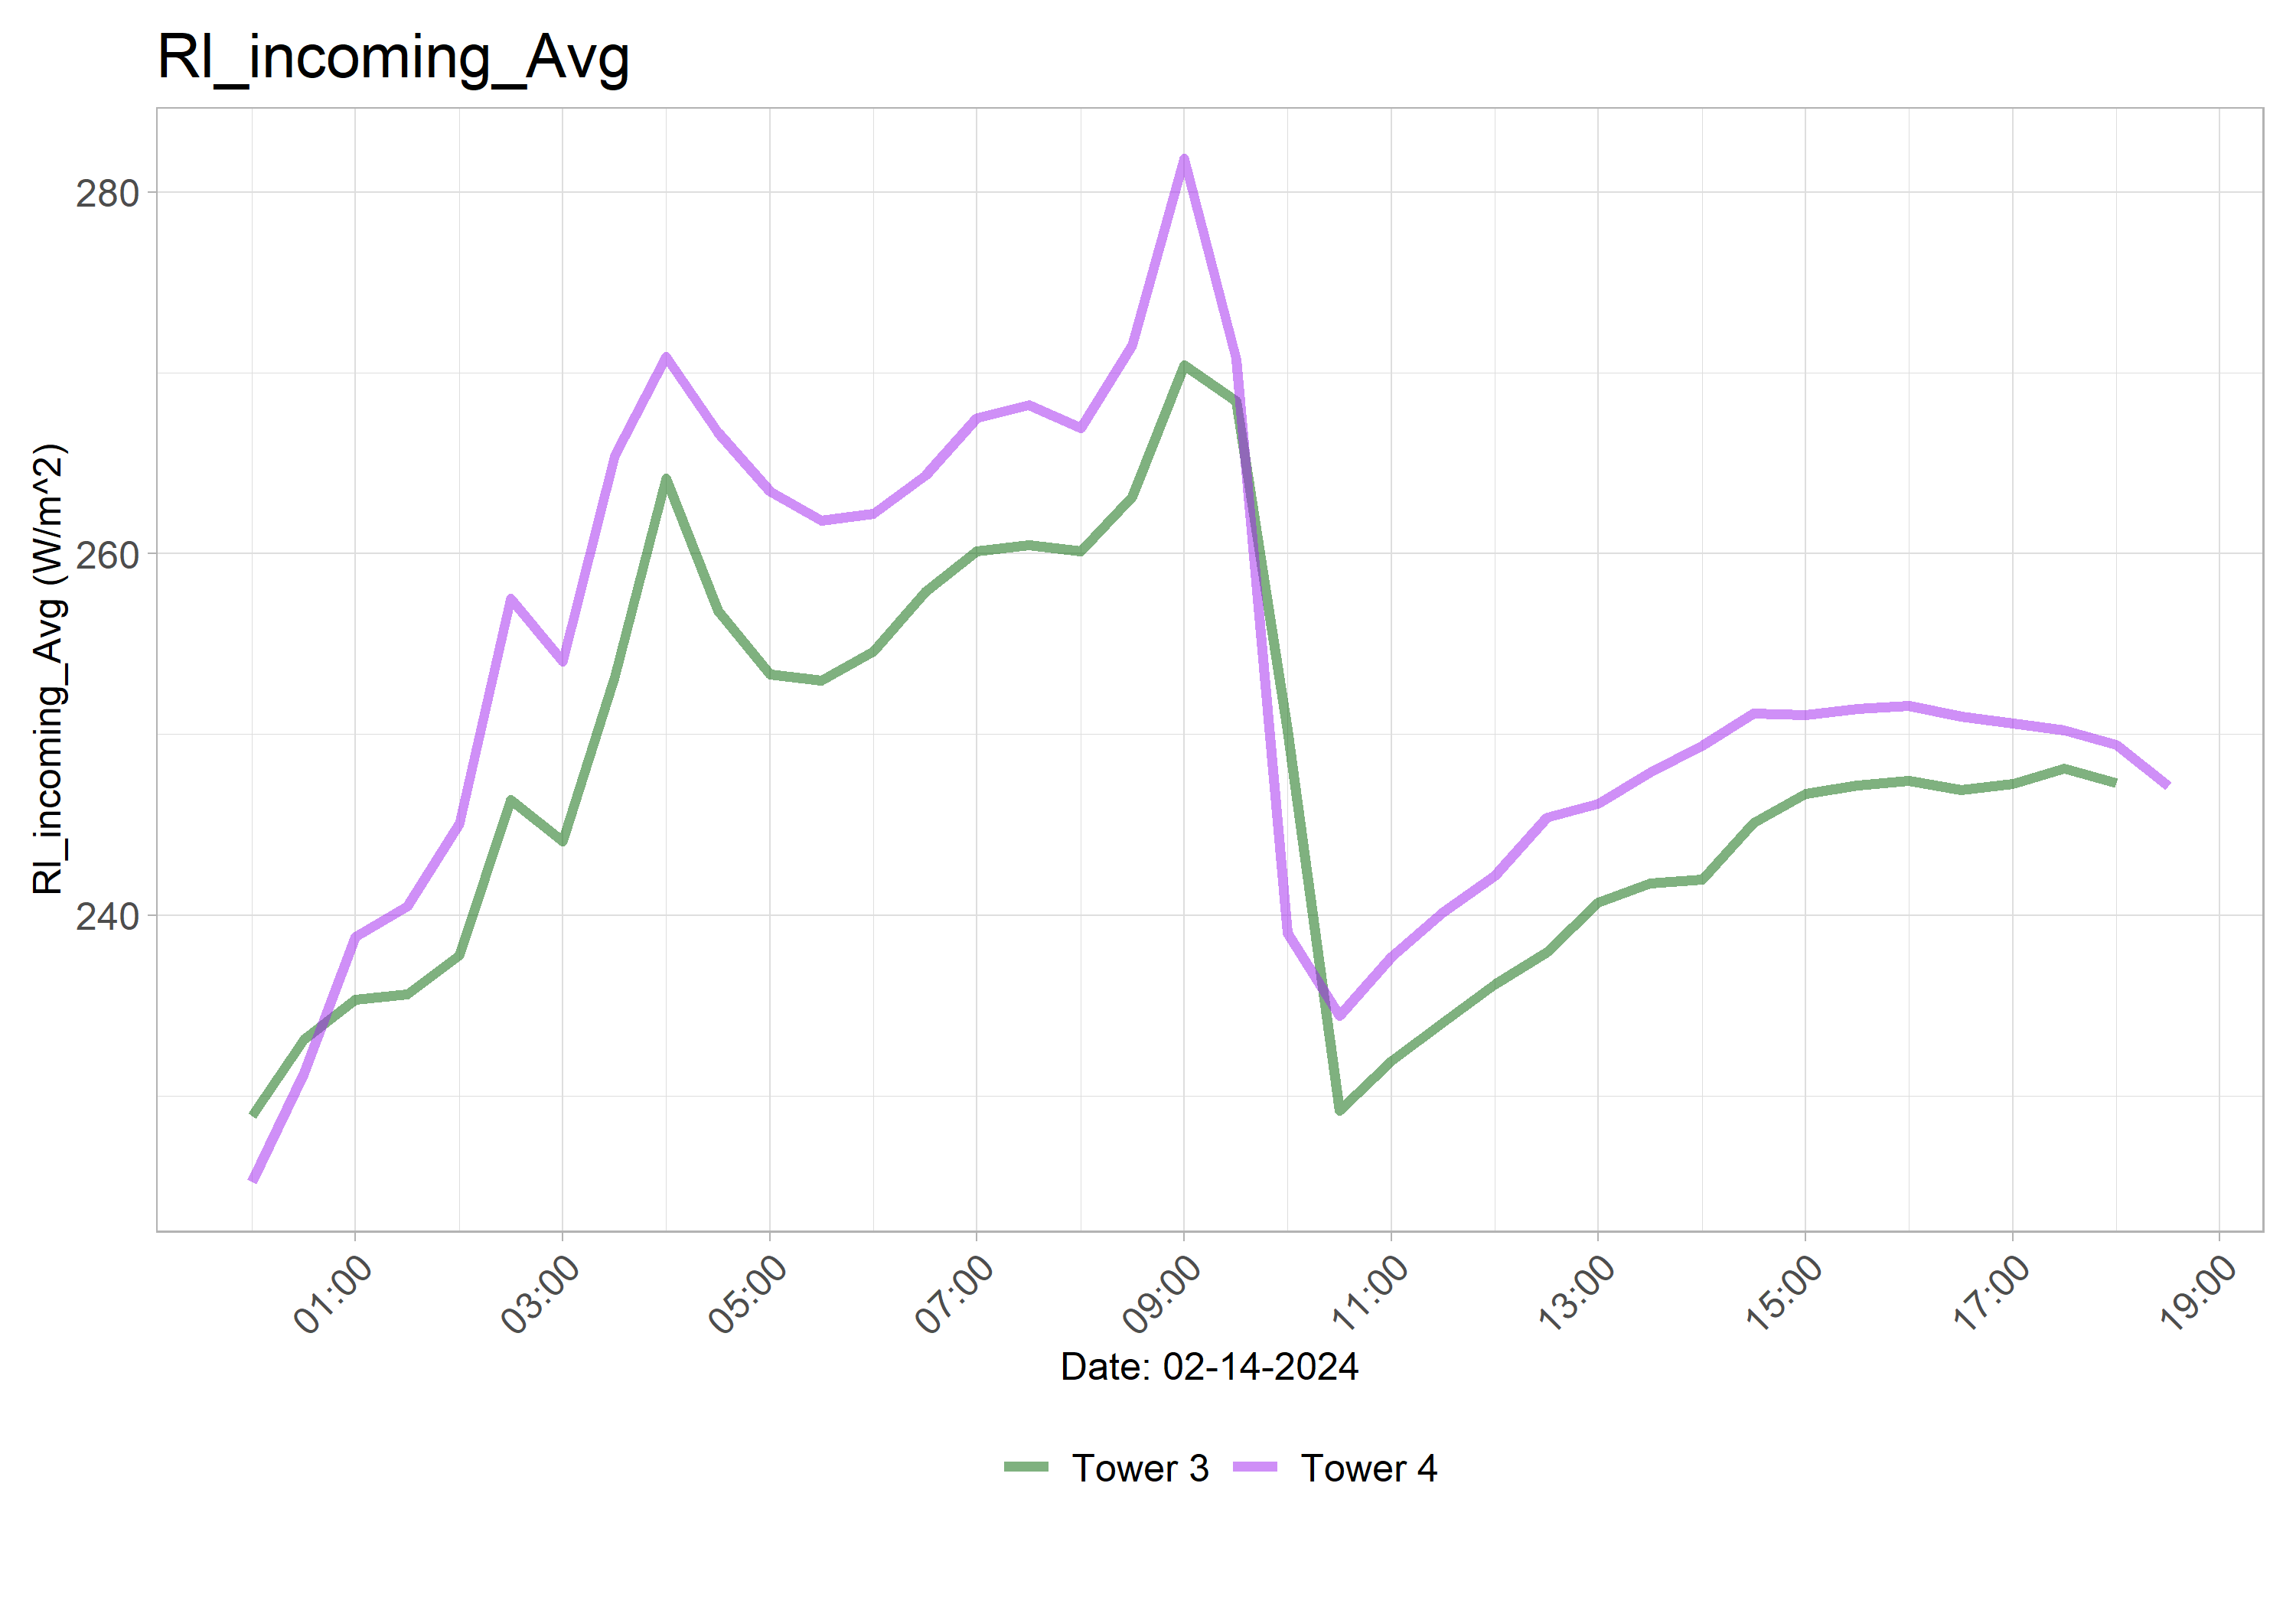 Rl_incoming_Avg
Rl_incoming_Avg (W/m^2)
280
260
240
01:00 03:00 05:00 07:00 09:00 11:00 13:00 15:00 17:00 19:00
Date: 02-14-2024
Tower 3 Tower 4